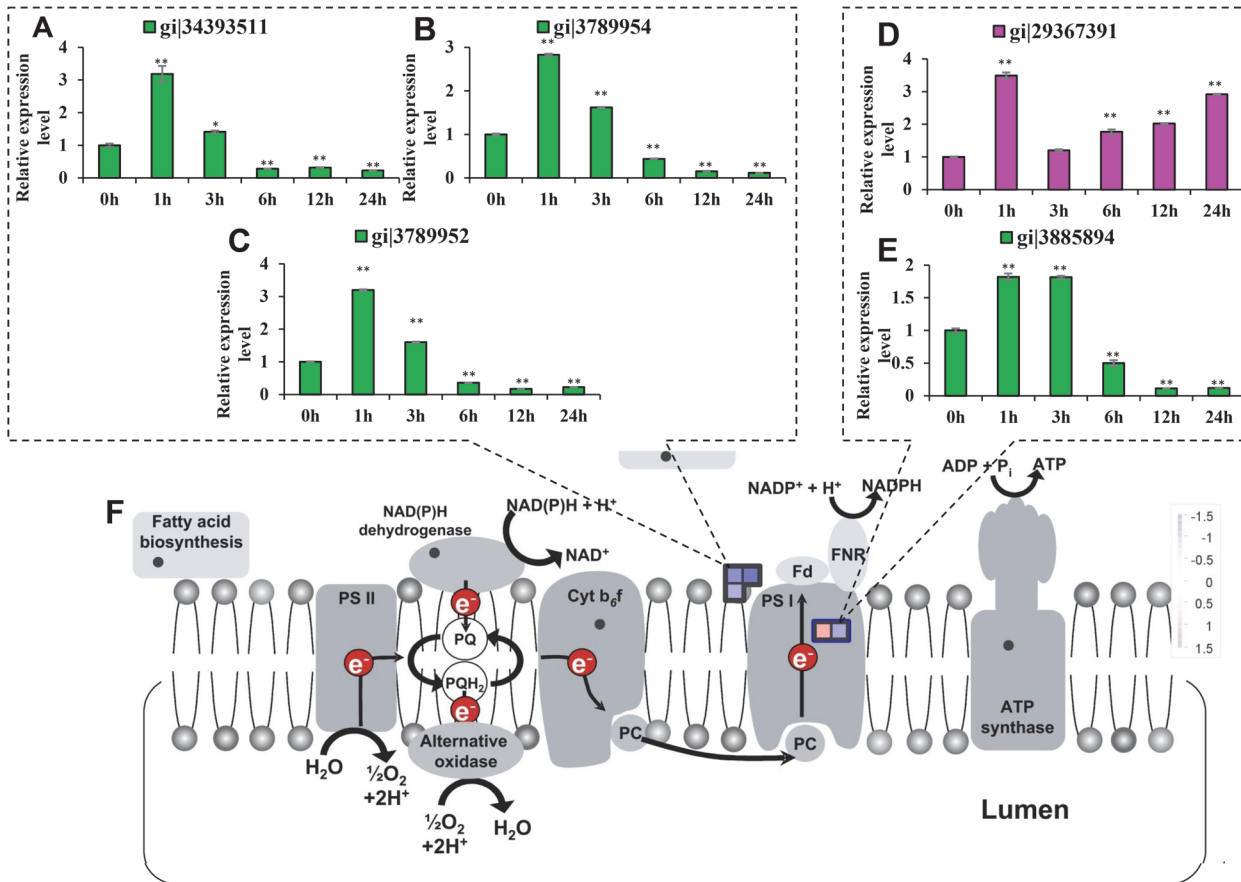 A
gi|34393511
Relative expression level
4
3
2
1
0
**
*
**
**
**
0h 1h 3h 6h 12h 24h
B
gi|3789954
Relative expression level
3
2
1
0
**
**
**
**
**
0h 1h 3h 6h 12h 24h
C
gi|3789952
Relative expression level
4
3
2
1
0
**
**
**
**
**
0h 1h 3h 6h 12h 24h
D
gi|29367391
Relative expression level
4
3
2
1
0
**
**
**
**
0h 1h 3h 6h 12h 24h
E
gi|3885894
Relative expression level
2
1.5
1
0.5
0
**
**
**
**
**
0h 1h 3h 6h 12h 24h
F
Fatty acid
biosynthesis
NAD(P)H
dehydrogenase
NAD(P)H + H⁺
NAD⁺
NADP⁺ + H⁺
NADPH
ADP + Pᵢ
ATP
PS II
e⁻
e⁻
PQ
PQH₂
e⁻
Alternative
oxidase
Cyt b₆f
e⁻
PC
Fd
FNR
PS I
e⁻
PC
ATP
synthase
H₂O
½O₂
+2H⁺
½O₂
+2H⁺
H₂O
Lumen
-1.5
-1
-0.5
0
0.5
1
1.5